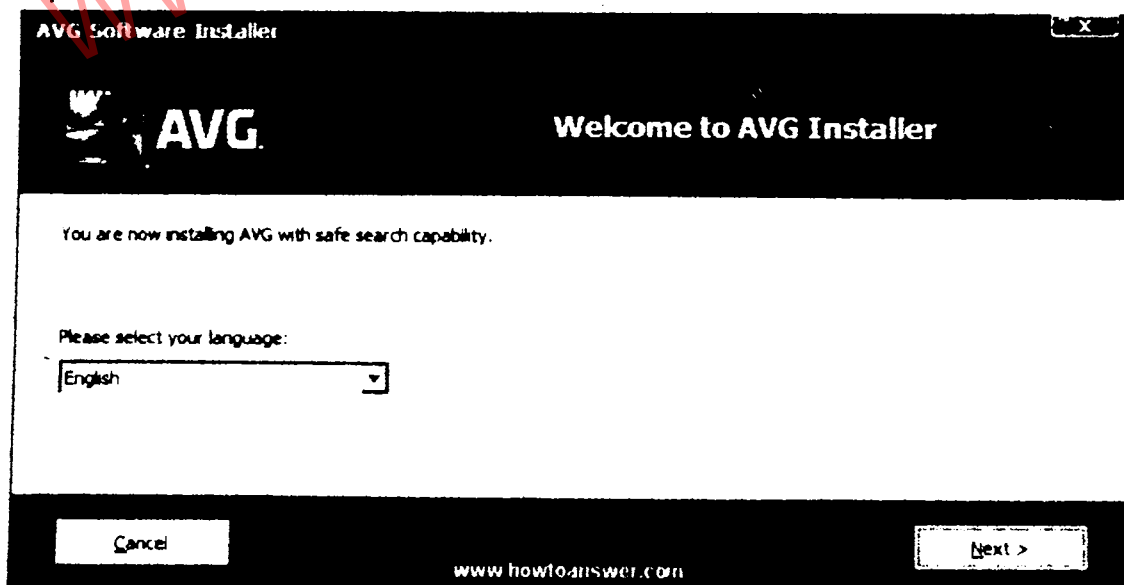 AVG Software Installer
X
AVG.
Welcome to AVG Installer
You are now installing AVG with safe search capability.
Please select your language:
English
Cancel
Next >
www.howtoanswer.com